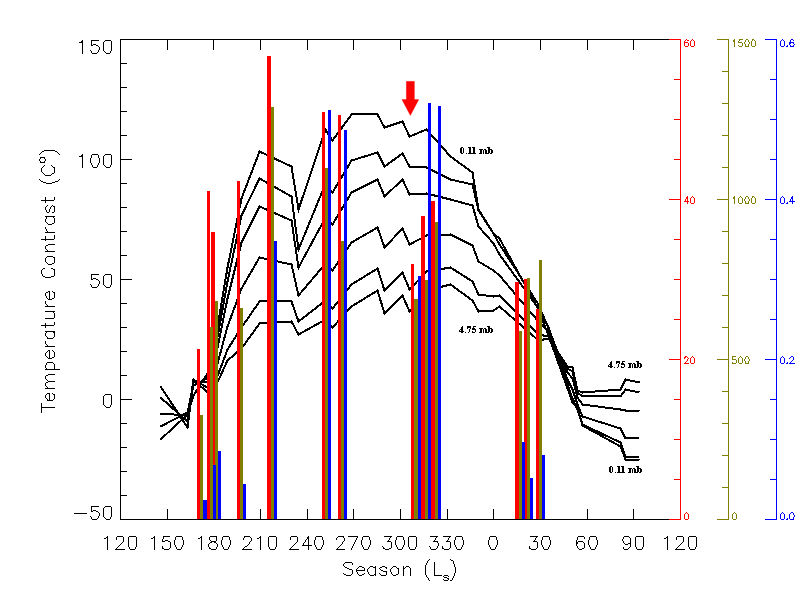 150
100
50
0
−50
Temperature Contrast (C°)
120 150 180 210 240 270 300 330 0 30 60 90 120
Season (Ls)
0.11 mb
4.75 mb
4.75 mb
0.11 mb
60
40
20
0
1500
1000
500
0
0.6
0.4
0.2
0.0